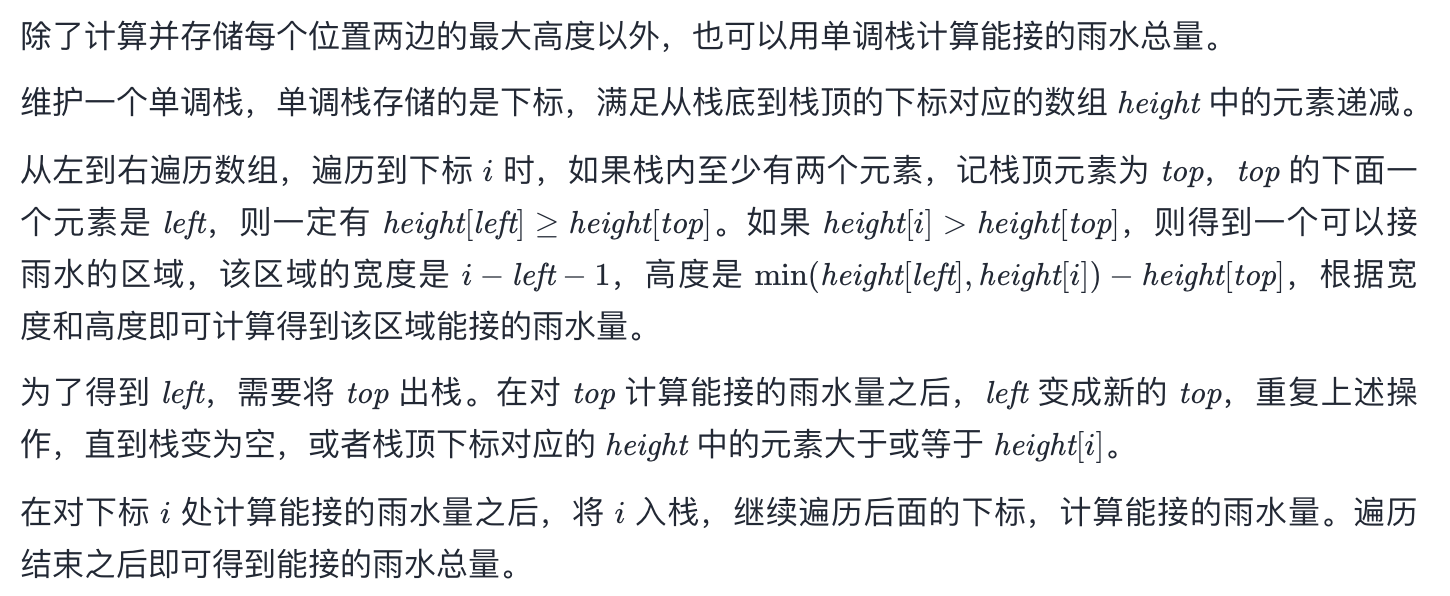 除了计算并存储每个位置两边的最大高度以外，也可以用单调栈计算能接的雨水总量。
维护一个单调栈，单调栈存储的是下标，满足从栈底到栈顶的下标对应的数组 height 中的元素递减。
从左到右遍历数组，遍历到下标 i 时，如果栈内至少有两个元素，记栈顶元素为 top，top 的下面一
个元素是 left，则一定有 height[left] ≥ height[top]。如果 height[i] > height[top]，则得到一个可以接
雨水的区域，该区域的宽度是 i − left − 1，高度是 min(height[left], height[i]) − height[top]，根据宽
度和高度即可计算得到该区域能接的雨水量。
为了得到 left，需要将 top 出栈。在对 top 计算能接的雨水量之后，left 变成新的 top，重复上述操
作，直到栈变为空，或者栈顶下标对应的 height 中的元素大于或等于 height[i]。
在对下标 i 处计算能接的雨水量之后，将 i 入栈，继续遍历后面的下标，计算能接的雨水量。遍历
结束之后即可得到能接的雨水总量。